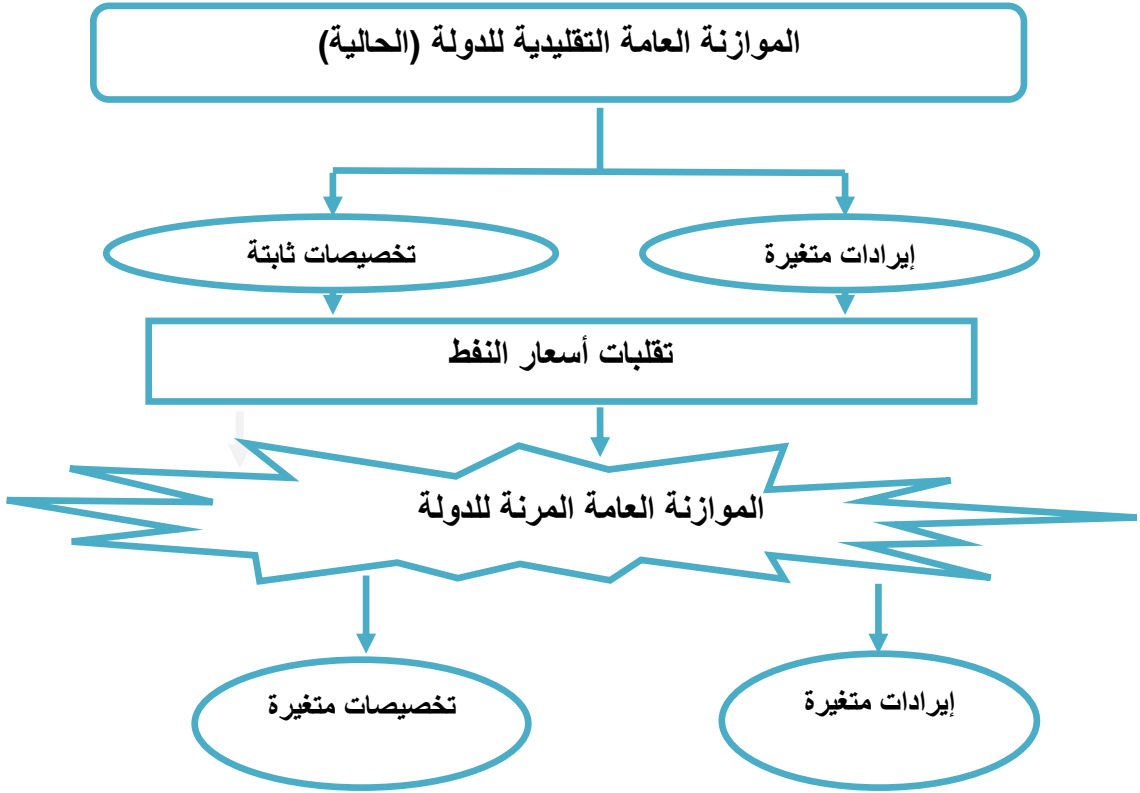 الموازنة العامة التقليدية للدولة (الحالية)
إيرادات متغيرة
تخصيصات ثابتة
تقلبات أسعار النفط
الموازنة العامة المرنة للدولة
إيرادات متغيرة
تخصيصات متغيرة